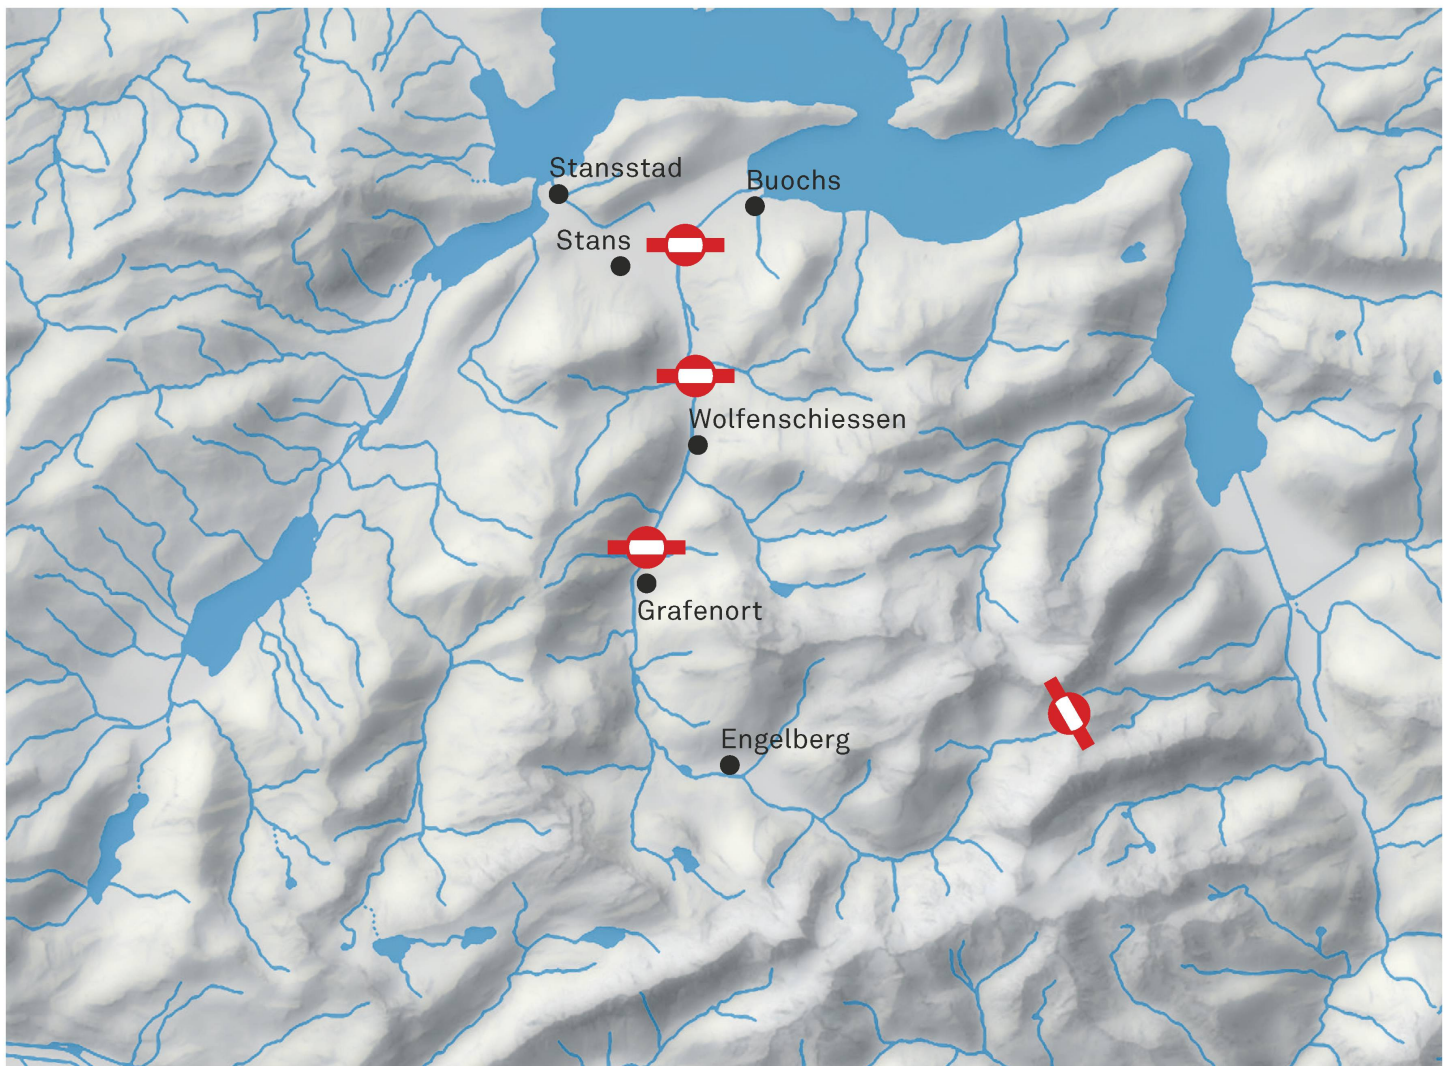 Stansstad
Buochs
Stans
Wolfenschiessen
Grafenort
Engelberg